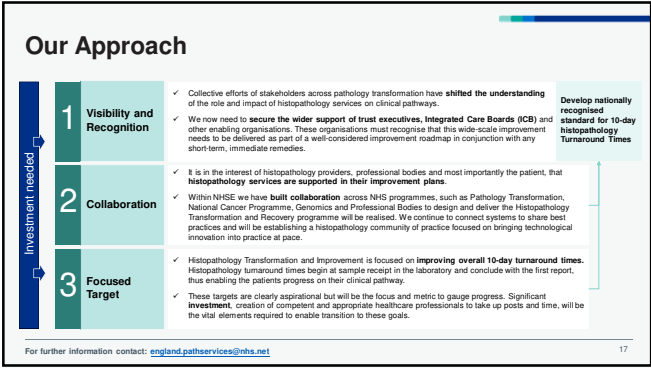 Our Approach
Investment needed
1
Visibility and
Recognition
✓ Collective efforts of stakeholders across pathology transformation have shifted the understanding
of the role and impact of histopathology services on clinical pathways.
✓ We now need to secure the wider support of trust executives, Integrated Care Boards (ICB) and
other enabling organisations. These organisations must recognise that this wide-scale improvement
needs to be delivered as part of a well-considered improvement roadmap in conjunction with any
short-term, immediate remedies.
Develop nationally
recognised
standard for 10-day
histopathology
Turnaround Times
2
Collaboration
✓ It is in the interest of histopathology providers, professional bodies and most importantly the patient, that
histopathology services are supported in their improvement plans.
✓ Within NHSE we have built collaboration across NHS programmes, such as Pathology Transformation,
National Cancer Programme, Genomics and Professional Bodies to design and deliver the Histopathology
Transformation and Recovery programme will be realised. We continue to connect systems to share best
practices and will be establishing a histopathology community of practice focused on bringing technological
innovation into practice at pace.
3
Focused
Target
✓ Histopathology Transformation and Improvement is focused on improving overall 10-day turnaround times.
Histopathology turnaround times begin at sample receipt in the laboratory and conclude with the first report,
thus enabling the patients progress on their clinical pathway.
✓ These targets are clearly aspirational but will be the focus and metric to gauge progress. Significant
investment, creation of competent and appropriate healthcare professionals to take up posts and time, will be
the vital elements required to enable transition to these goals.
For further information contact: england.pathservices@nhs.net
17